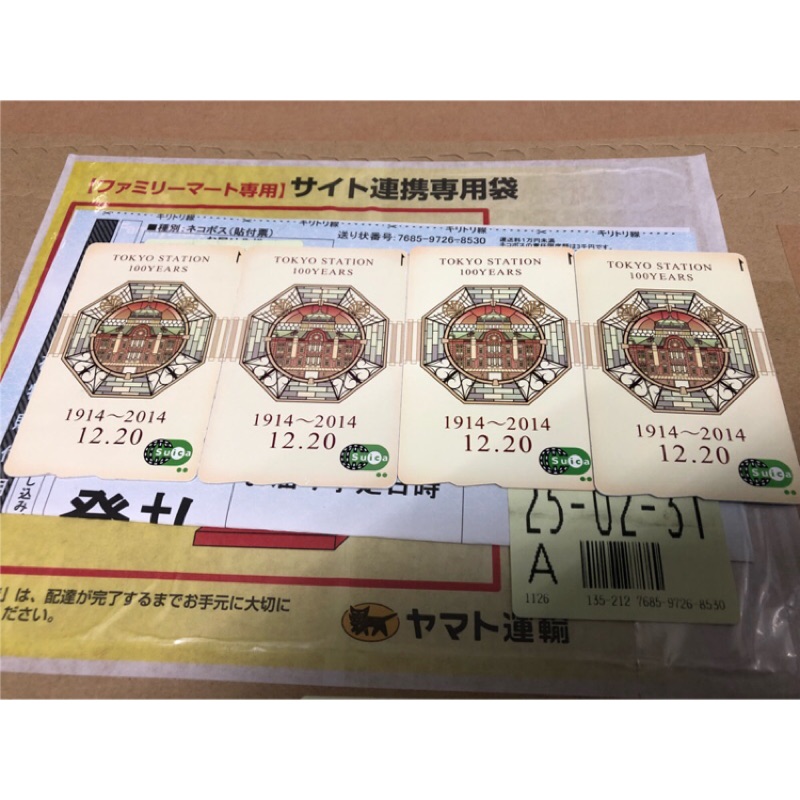 【ファミリーマート専用】サイト連携専用袋
キリトリ線 キリトリ線 キリトリ線
■種別:ネコポス(貼付票) 送り状番号:7685-9726-8530
TOKYO STATION
100YEARS
1914～2014
12.20
Suica
TOKYO STATION
100YEARS
1914～2014
12.20
Suica
TOKYO STATION
100YEARS
1914～2014
12.20
Suica
TOKYO STATION
100YEARS
1914～2014
12.20
Suica
し込み
A
1126 135-212 7685-9726-8530
」は、配達が完了するまでお手元に大切に
ださい。
ヤマト運輸